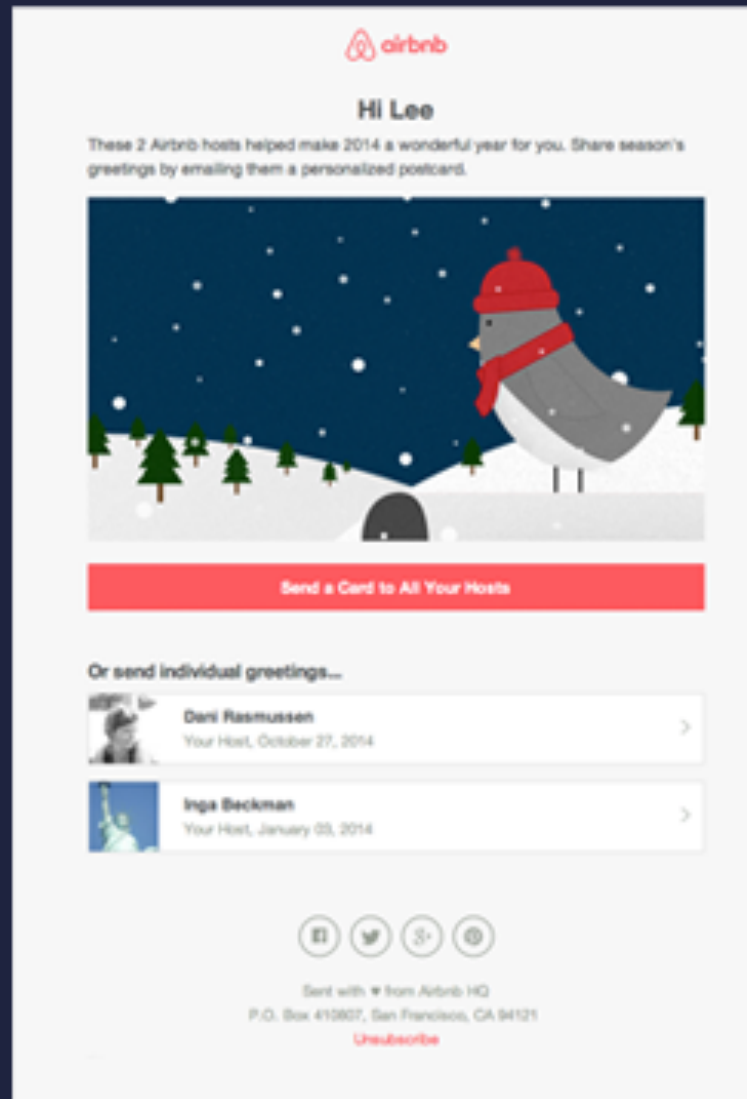 airbnb
Hi Lee
These 2 Airbnb hosts helped make 2014 a wonderful year for you. Share season's
greetings by emailing them a personalized postcard.
Send a Card to All Your Hosts
Or send individual greetings...
Dani Rasmussen
Your Host, October 27, 2014
Inga Beckman
Your Host, January 03, 2014
Sent with ♥ from Airbnb HQ
P.O. Box 410807, San Francisco, CA 94121
Unsubscribe